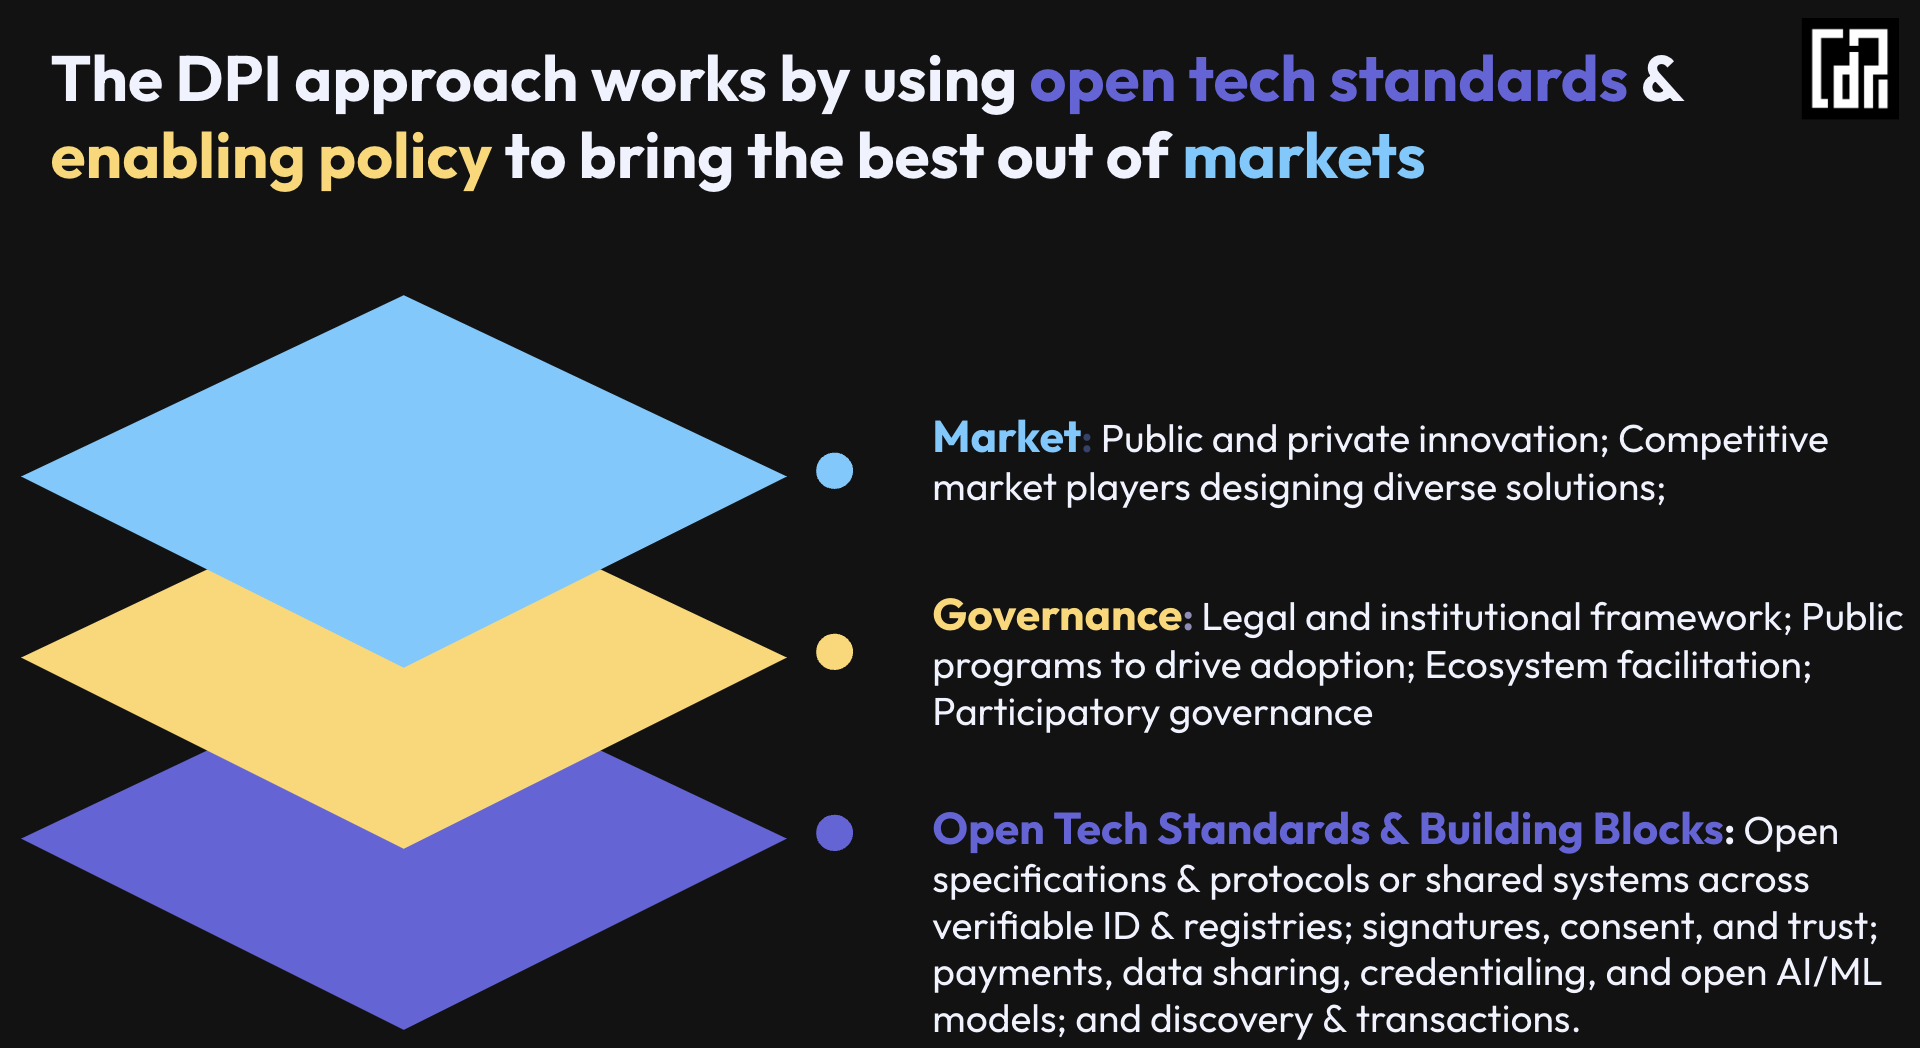 The DPI approach works by using open tech standards &
enabling policy to bring the best out of markets
Market: Public and private innovation; Competitive
market players designing diverse solutions;
Governance: Legal and institutional framework; Public
programs to drive adoption; Ecosystem facilitation;
Participatory governance
Open Tech Standards & Building Blocks: Open
specifications & protocols or shared systems across
verifiable ID & registries; signatures, consent, and trust;
payments, data sharing, credentialing, and open AI/ML
models; and discovery & transactions.